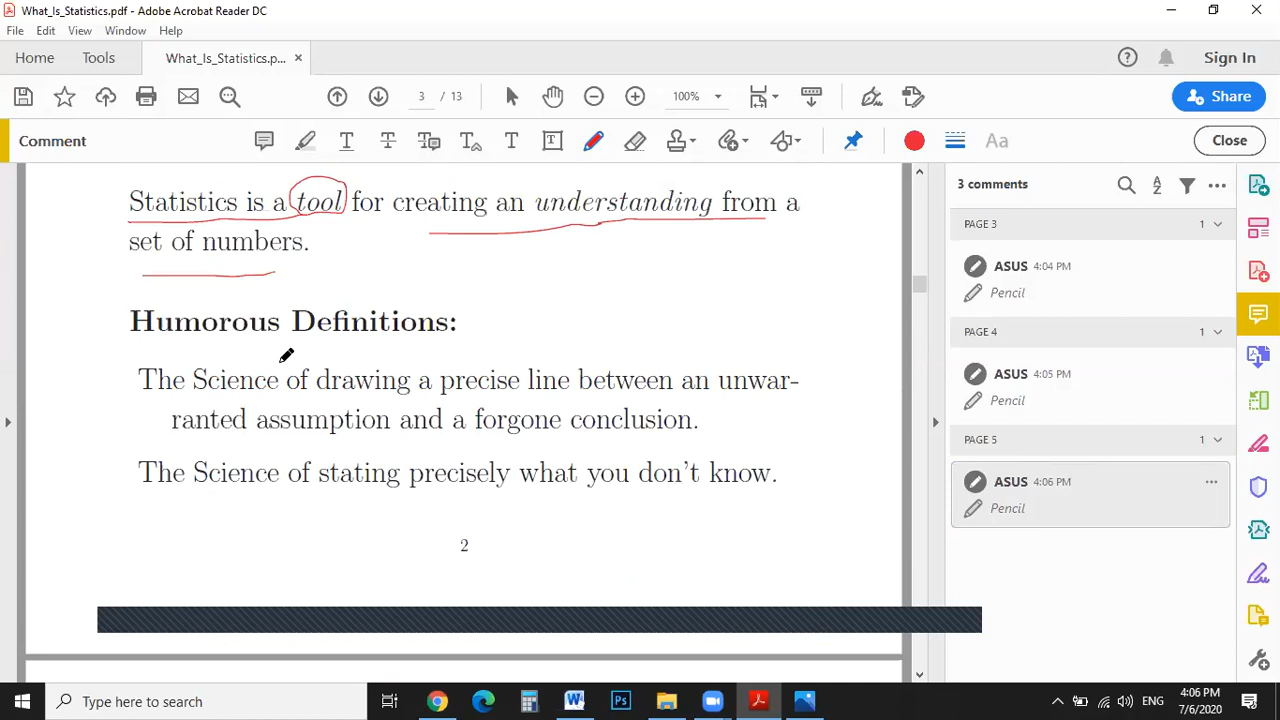 What_Is_Statistics.pdf - Adobe Acrobat Reader DC
File Edit View Window Help
Home Tools What_Is_Statistics.p... × Sign In
3 / 13 100% Share
Comment Aa Close
Statistics is a tool for creating an understanding from a
set of numbers.
Humorous Definitions:
The Science of drawing a precise line between an unwar-
ranted assumption and a forgone conclusion.
The Science of stating precisely what you don't know.
2
3 comments
PAGE 3 1
ASUS 4:04 PM
Pencil
PAGE 4 1
ASUS 4:05 PM
Pencil
PAGE 5 1
ASUS 4:06 PM
Pencil
Type here to search
ENG
4:06 PM
7/6/2020